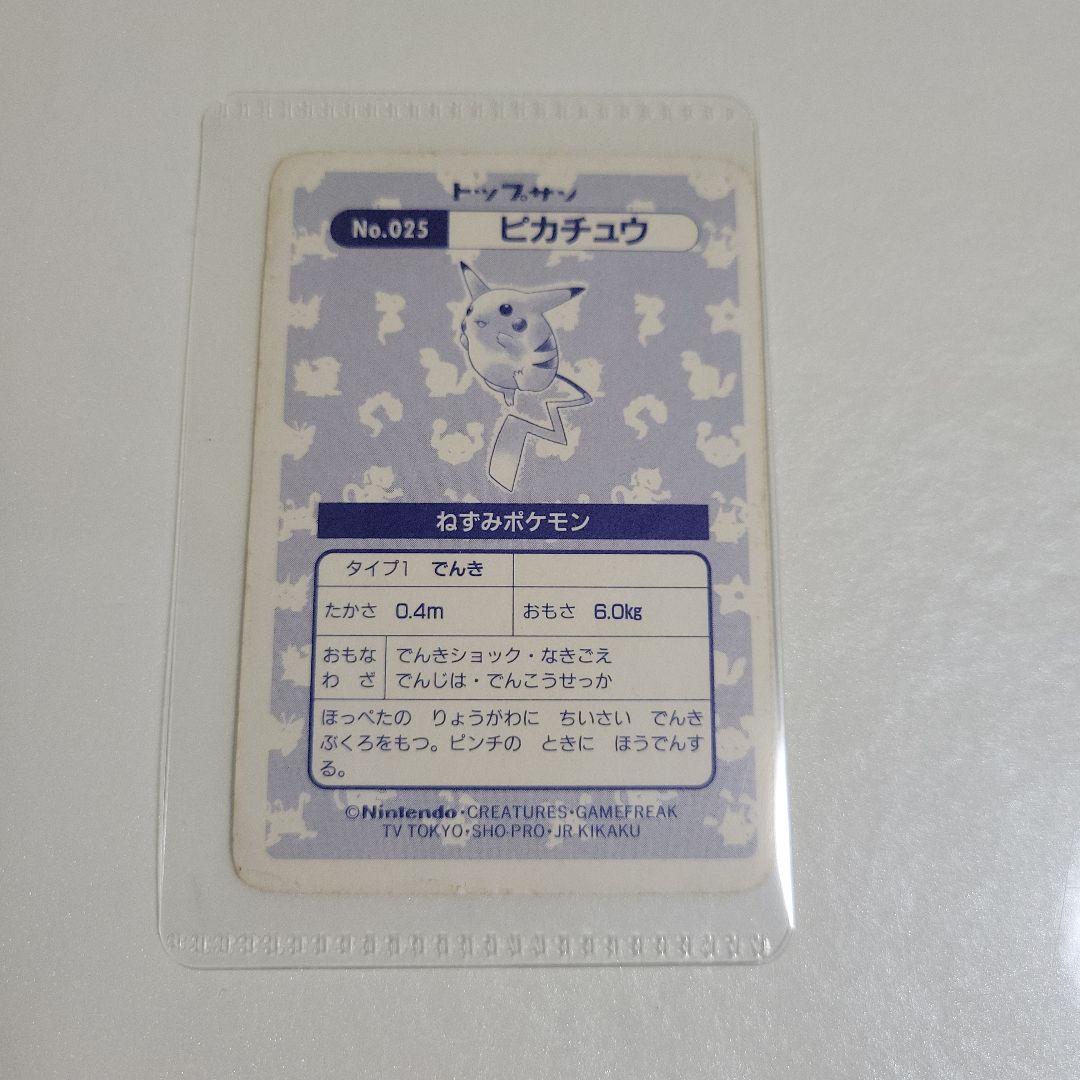 トップサン
No.025 ピカチュウ
ねずみポケモン
タイプ1 でんき
たかさ 0.4m おもさ 6.0kg
おもな でんきショック・なきごえ
わざ でんじは・でんこうせっか
ほっぺたの りょうがわに ちいさい でんき
ぶくろをもつ。ピンチの ときに ほうでんす
る。
©Nintendo・CREATURES・GAMEFREAK
TV TOKYO・SHO・PRO・JR KIKAKU